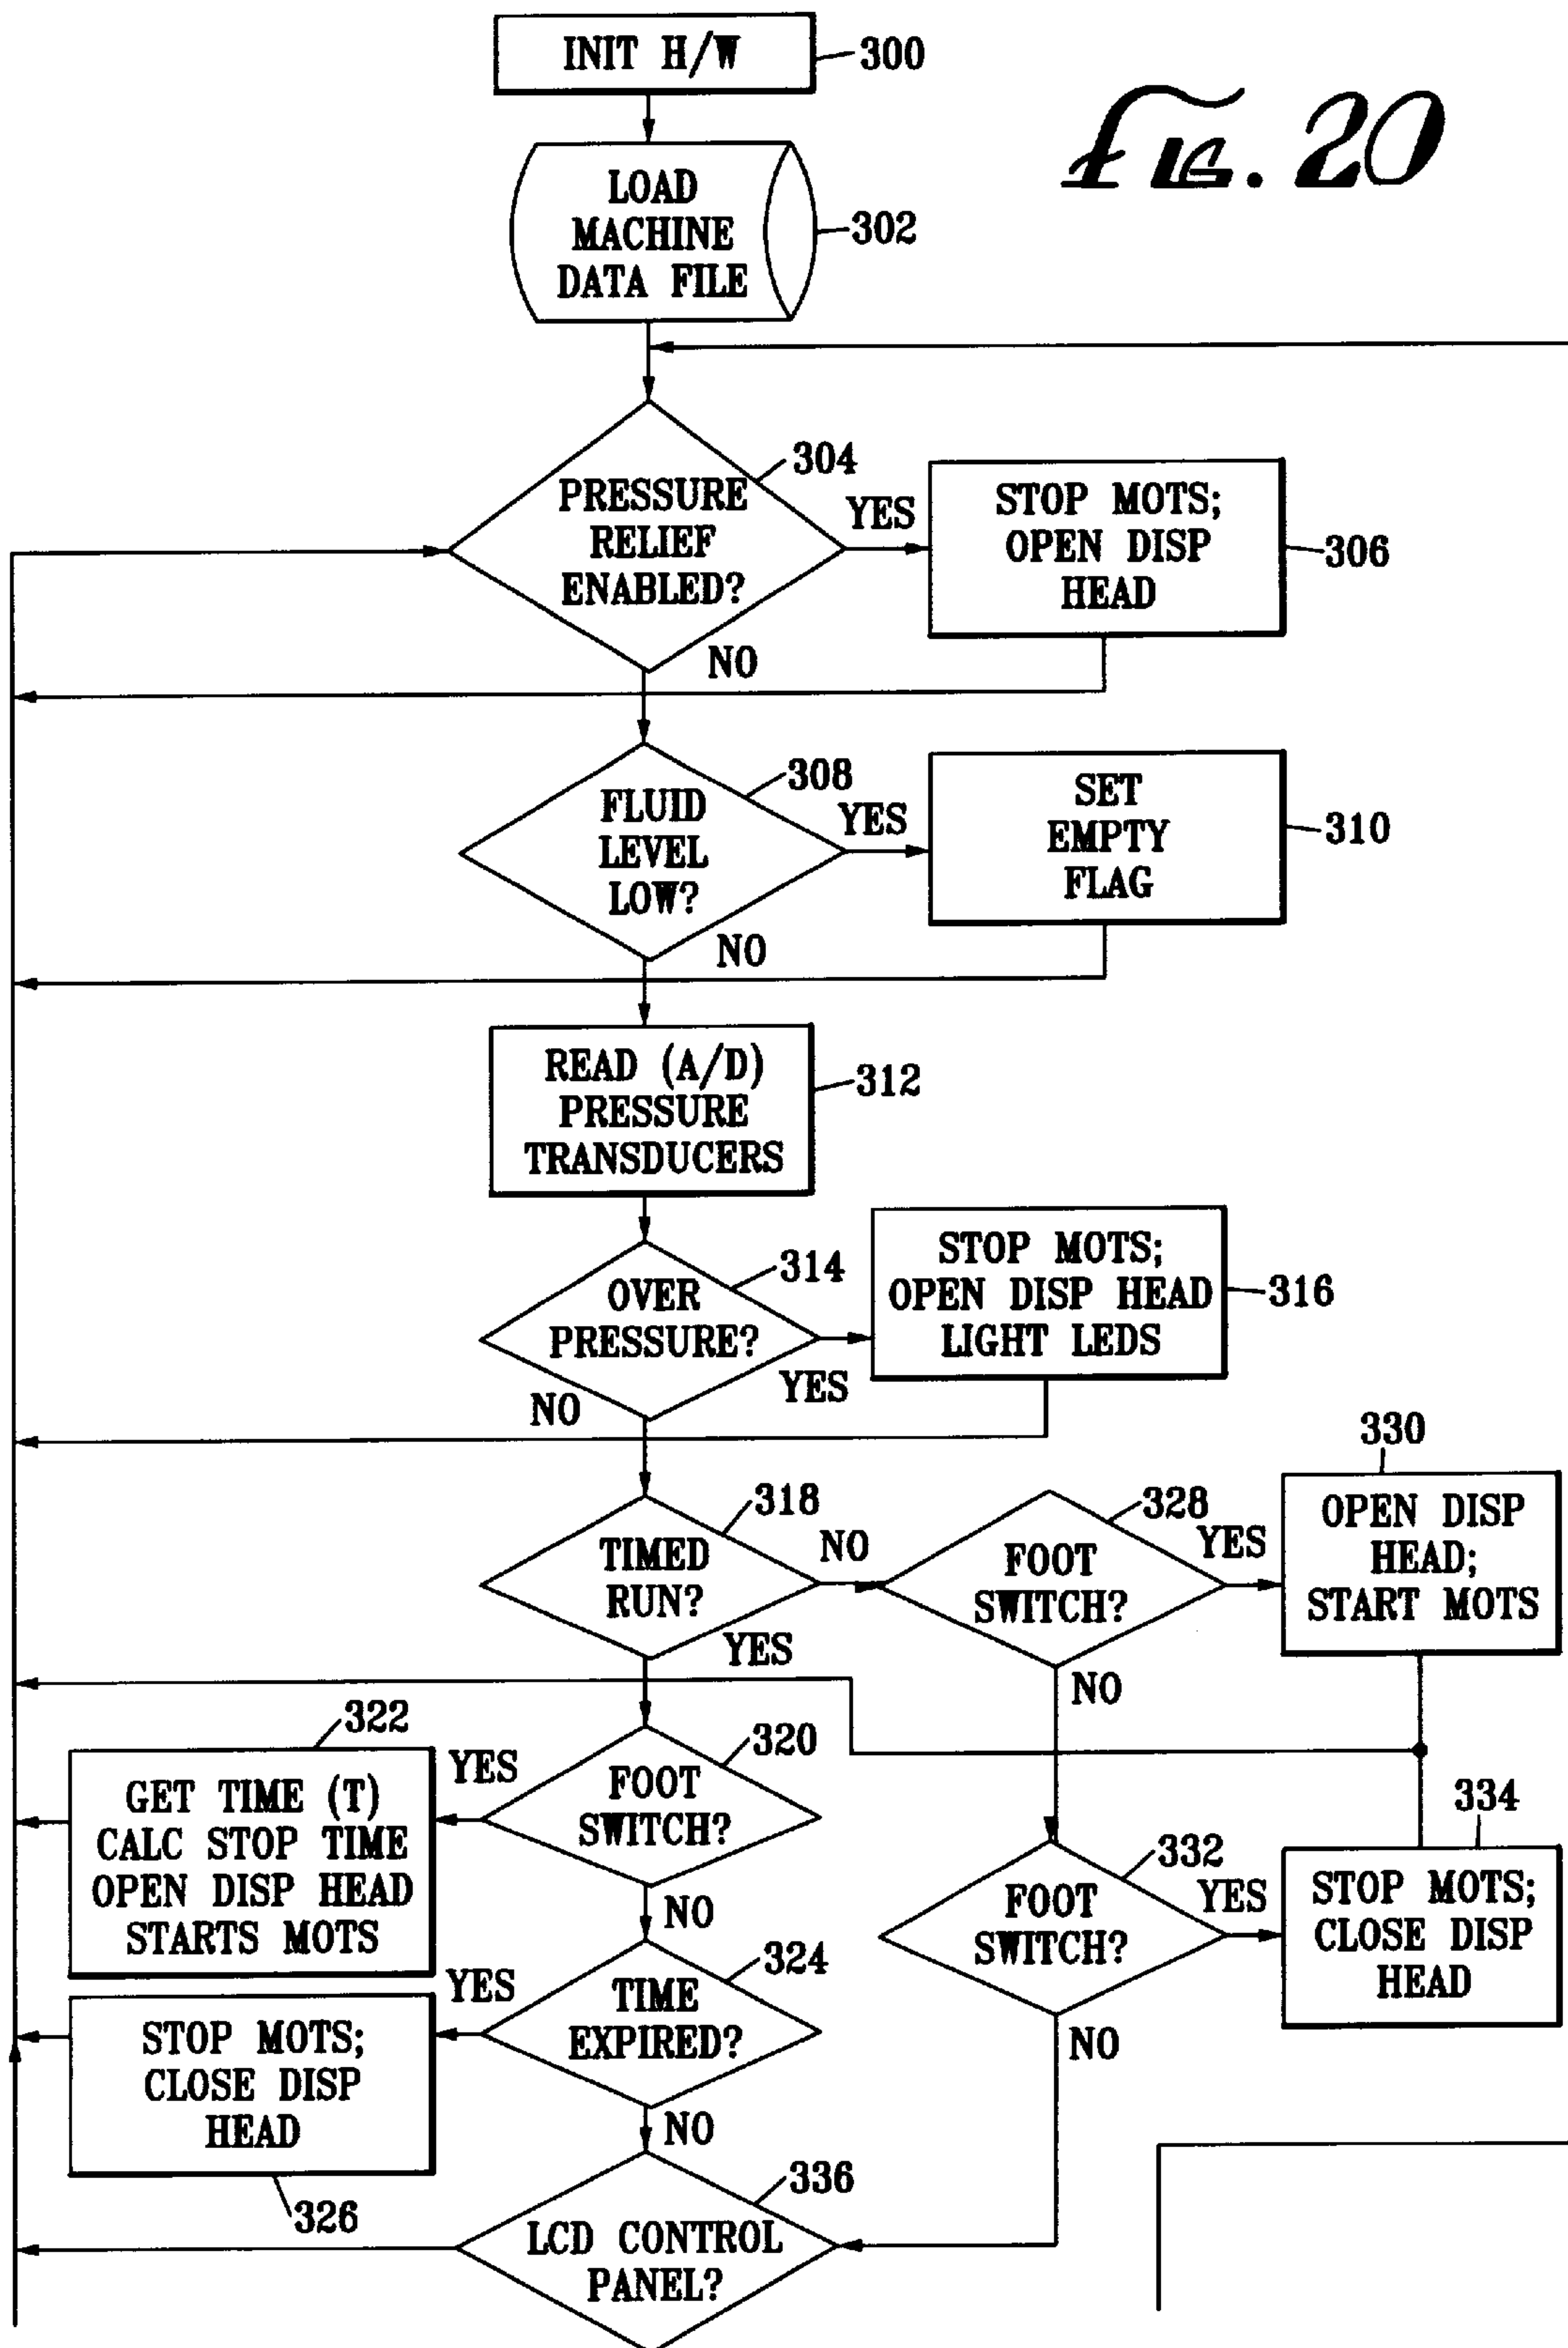 INIT H/W
300
FIG. 20
LOAD
MACHINE
DATA FILE
302
304
PRESSURE
RELIEF
ENABLED?
YES
NO
STOP MOTS;
OPEN DISP
HEAD
306
308
FLUID
LEVEL
LOW?
YES
NO
SET
EMPTY
FLAG
310
READ (A/D)
PRESSURE
TRANSDUCERS
312
314
OVER
PRESSURE?
YES
NO
STOP MOTS;
OPEN DISP HEAD
LIGHT LEDS
316
318
TIMED
RUN?
NO
YES
328
FOOT
SWITCH?
YES
NO
330
OPEN DISP
HEAD;
START MOTS
320
FOOT
SWITCH?
YES
NO
322
GET TIME (T)
CALC STOP TIME
OPEN DISP HEAD
STARTS MOTS
332
FOOT
SWITCH?
YES
NO
334
STOP MOTS;
CLOSE DISP
HEAD
324
TIME
EXPIRED?
YES
NO
STOP MOTS;
CLOSE DISP
HEAD
326
336
LCD CONTROL
PANEL?